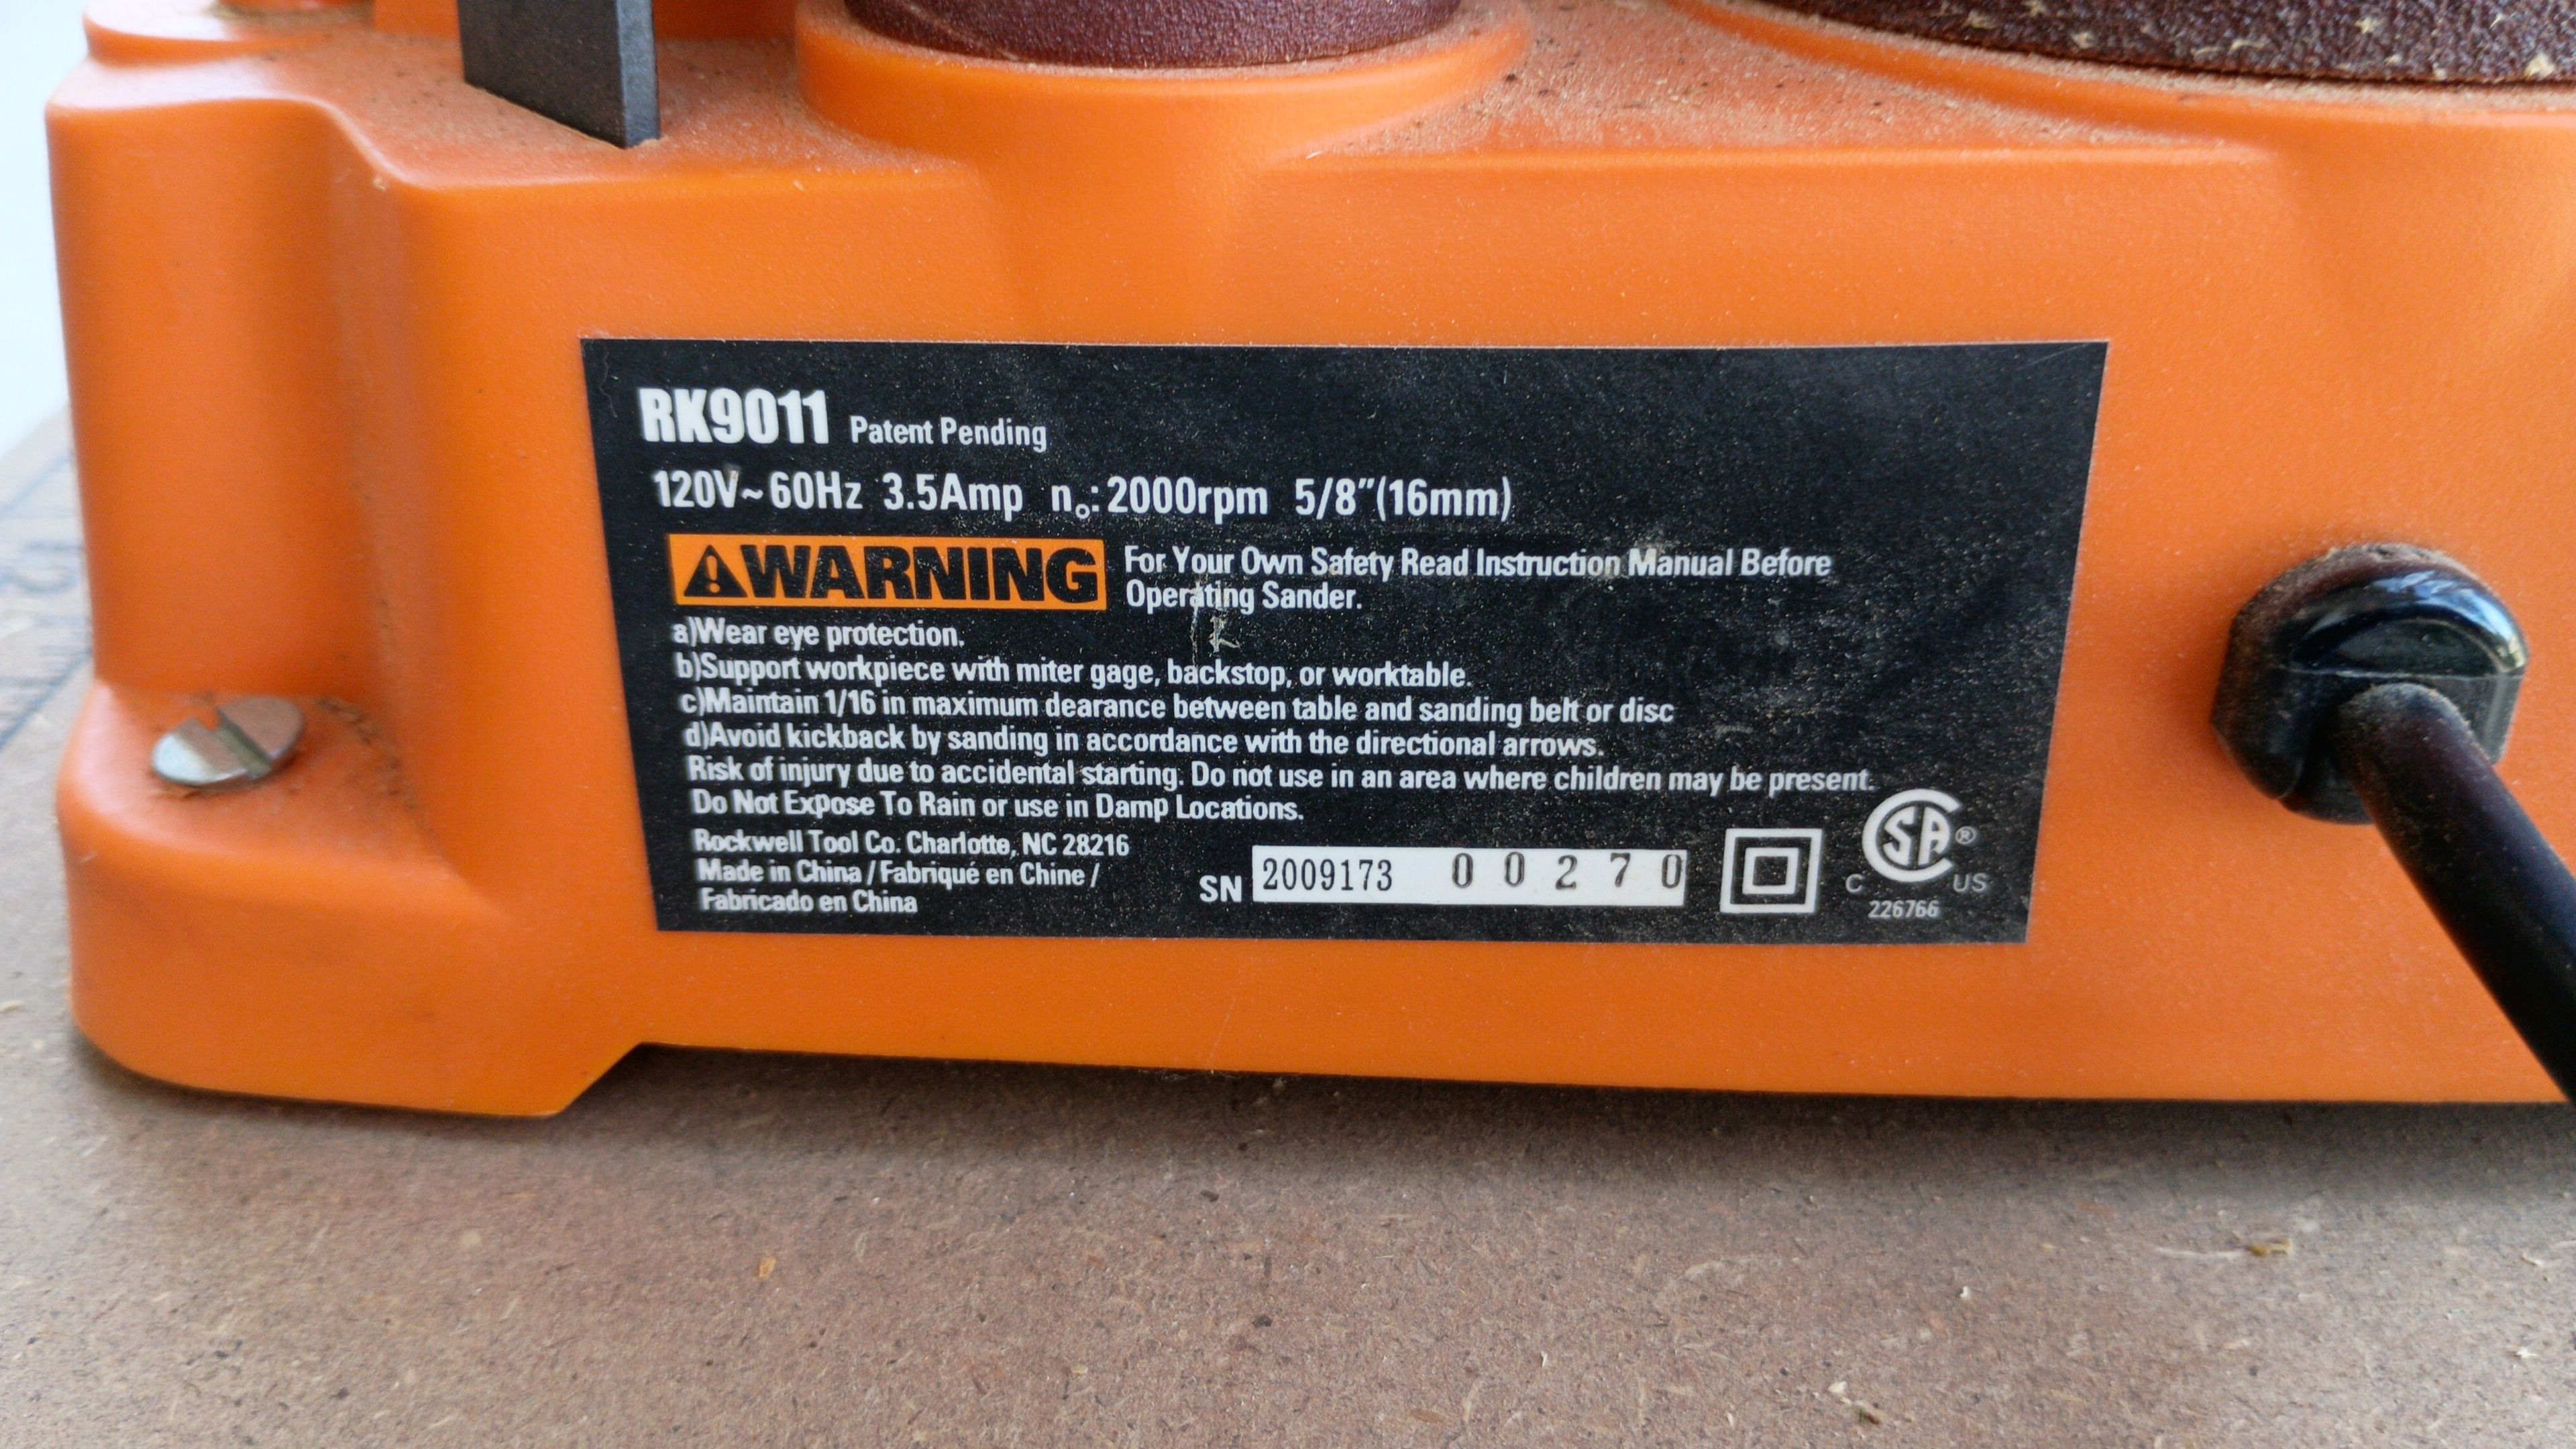 RK9011 Patent Pending
120V~60Hz 3.5Amp n₀:2000rpm 5/8"(16mm)
WARNING For Your Own Safety Read Instruction Manual Before
Operating Sander.
a)Wear eye protection.
b)Support workpiece with miter gage, backstop, or worktable.
c)Maintain 1/16 in maximum dearance between table and sanding belt or disc
d)Avoid kickback by sanding in accordance with the directional arrows.
Risk of injury due to accidental starting. Do not use in an area where children may be present.
Do Not Expose To Rain or use in Damp Locations.
Rockwell Tool Co. Charlotte, NC 28216
Made in China / Fabriqué en Chine /
Fabricado en China
SN 2009173 00270
C SA® US
226766